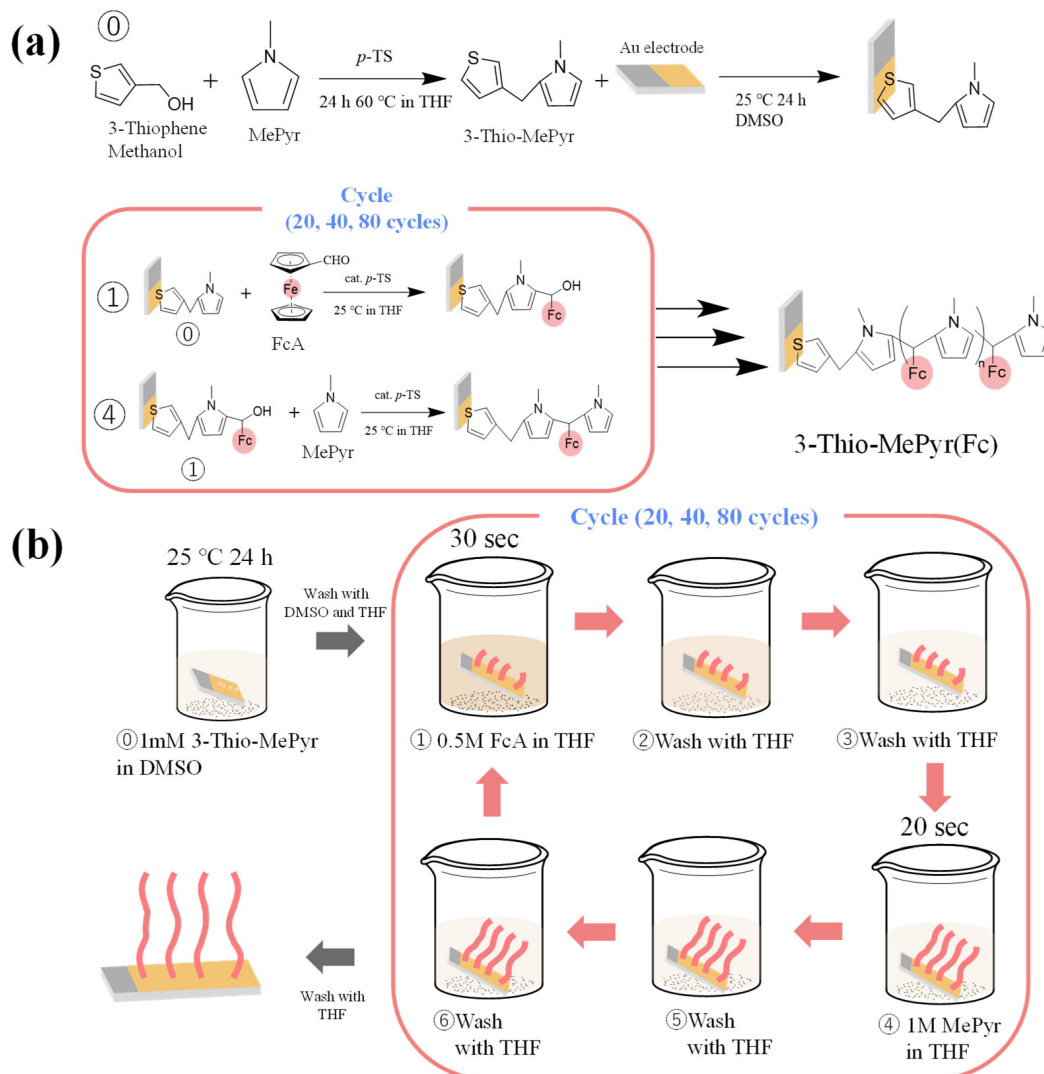 (a)
⓪
S
OH
3-Thiophene
Methanol
+
N
MePyr
p-TS
24 h 60 ℃ in THF
S
N
3-Thio-MePyr
+
Au electrode
25 ℃ 24 h
DMSO
S
N
Cycle
(20, 40, 80 cycles)
①
S
N
⓪
+
CHO
Fe
FcA
cat. p-TS
25 ℃ in THF
S
N
OH
Fc
④
S
N
OH
Fc
①
+
N
MePyr
cat. p-TS
25 ℃ in THF
S
N
N
Fc
S
N
N
N
Fc
n
Fc
3-Thio-MePyr(Fc)
(b)
Cycle (20, 40, 80 cycles)
25 ℃ 24 h
⓪1mM 3-Thio-MePyr
in DMSO
Wash with
DMSO and THF
30 sec
① 0.5M FcA in THF
②Wash with THF
③Wash with THF
20 sec
④ 1M MePyr
in THF
⑤Wash
with THF
⑥Wash
with THF
Wash with
THF